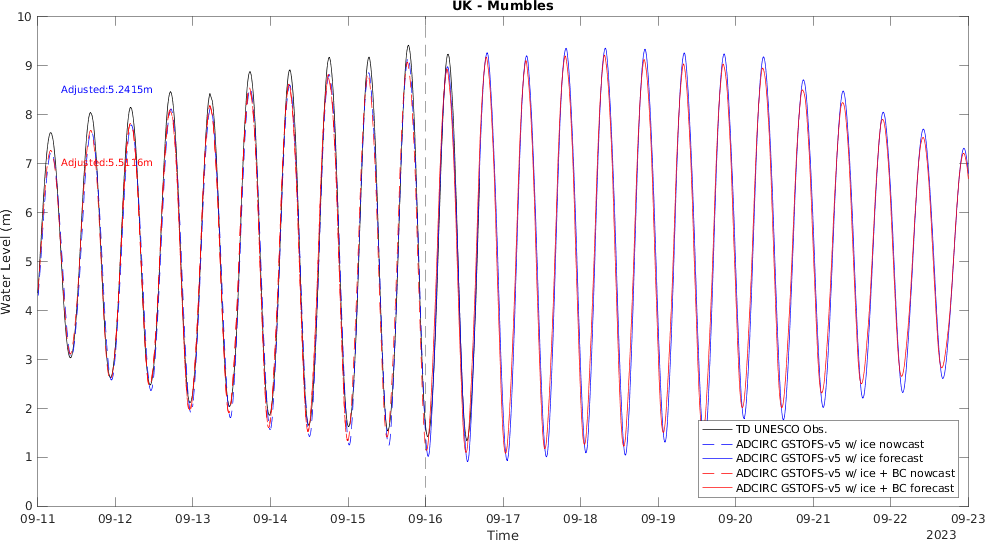 UK - Mumbles
10
9
8
7
6
5
4
3
2
1
0
Water Level (m)
Adjusted:5.2415m
Adjusted:5.5116m
TD UNESCO Obs.
ADCIRC GSTOFS-v5 w/ ice nowcast
ADCIRC GSTOFS-v5 w/ ice forecast
ADCIRC GSTOFS-v5 w/ ice + BC nowcast
ADCIRC GSTOFS-v5 w/ ice + BC forecast
09-11 09-12 09-13 09-14 09-15 09-16 09-17 09-18 09-19 09-20 09-21 09-22 09-23
Time
2023